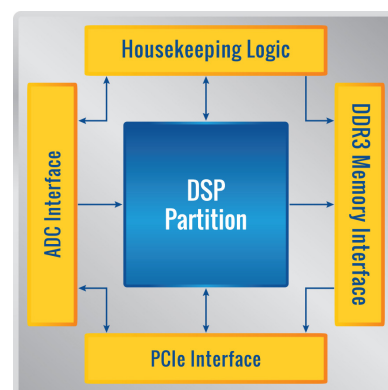 Housekeeping Logic
ADC Interface
DSP
Partition
DDR3 Memory Interface
PCIe Interface